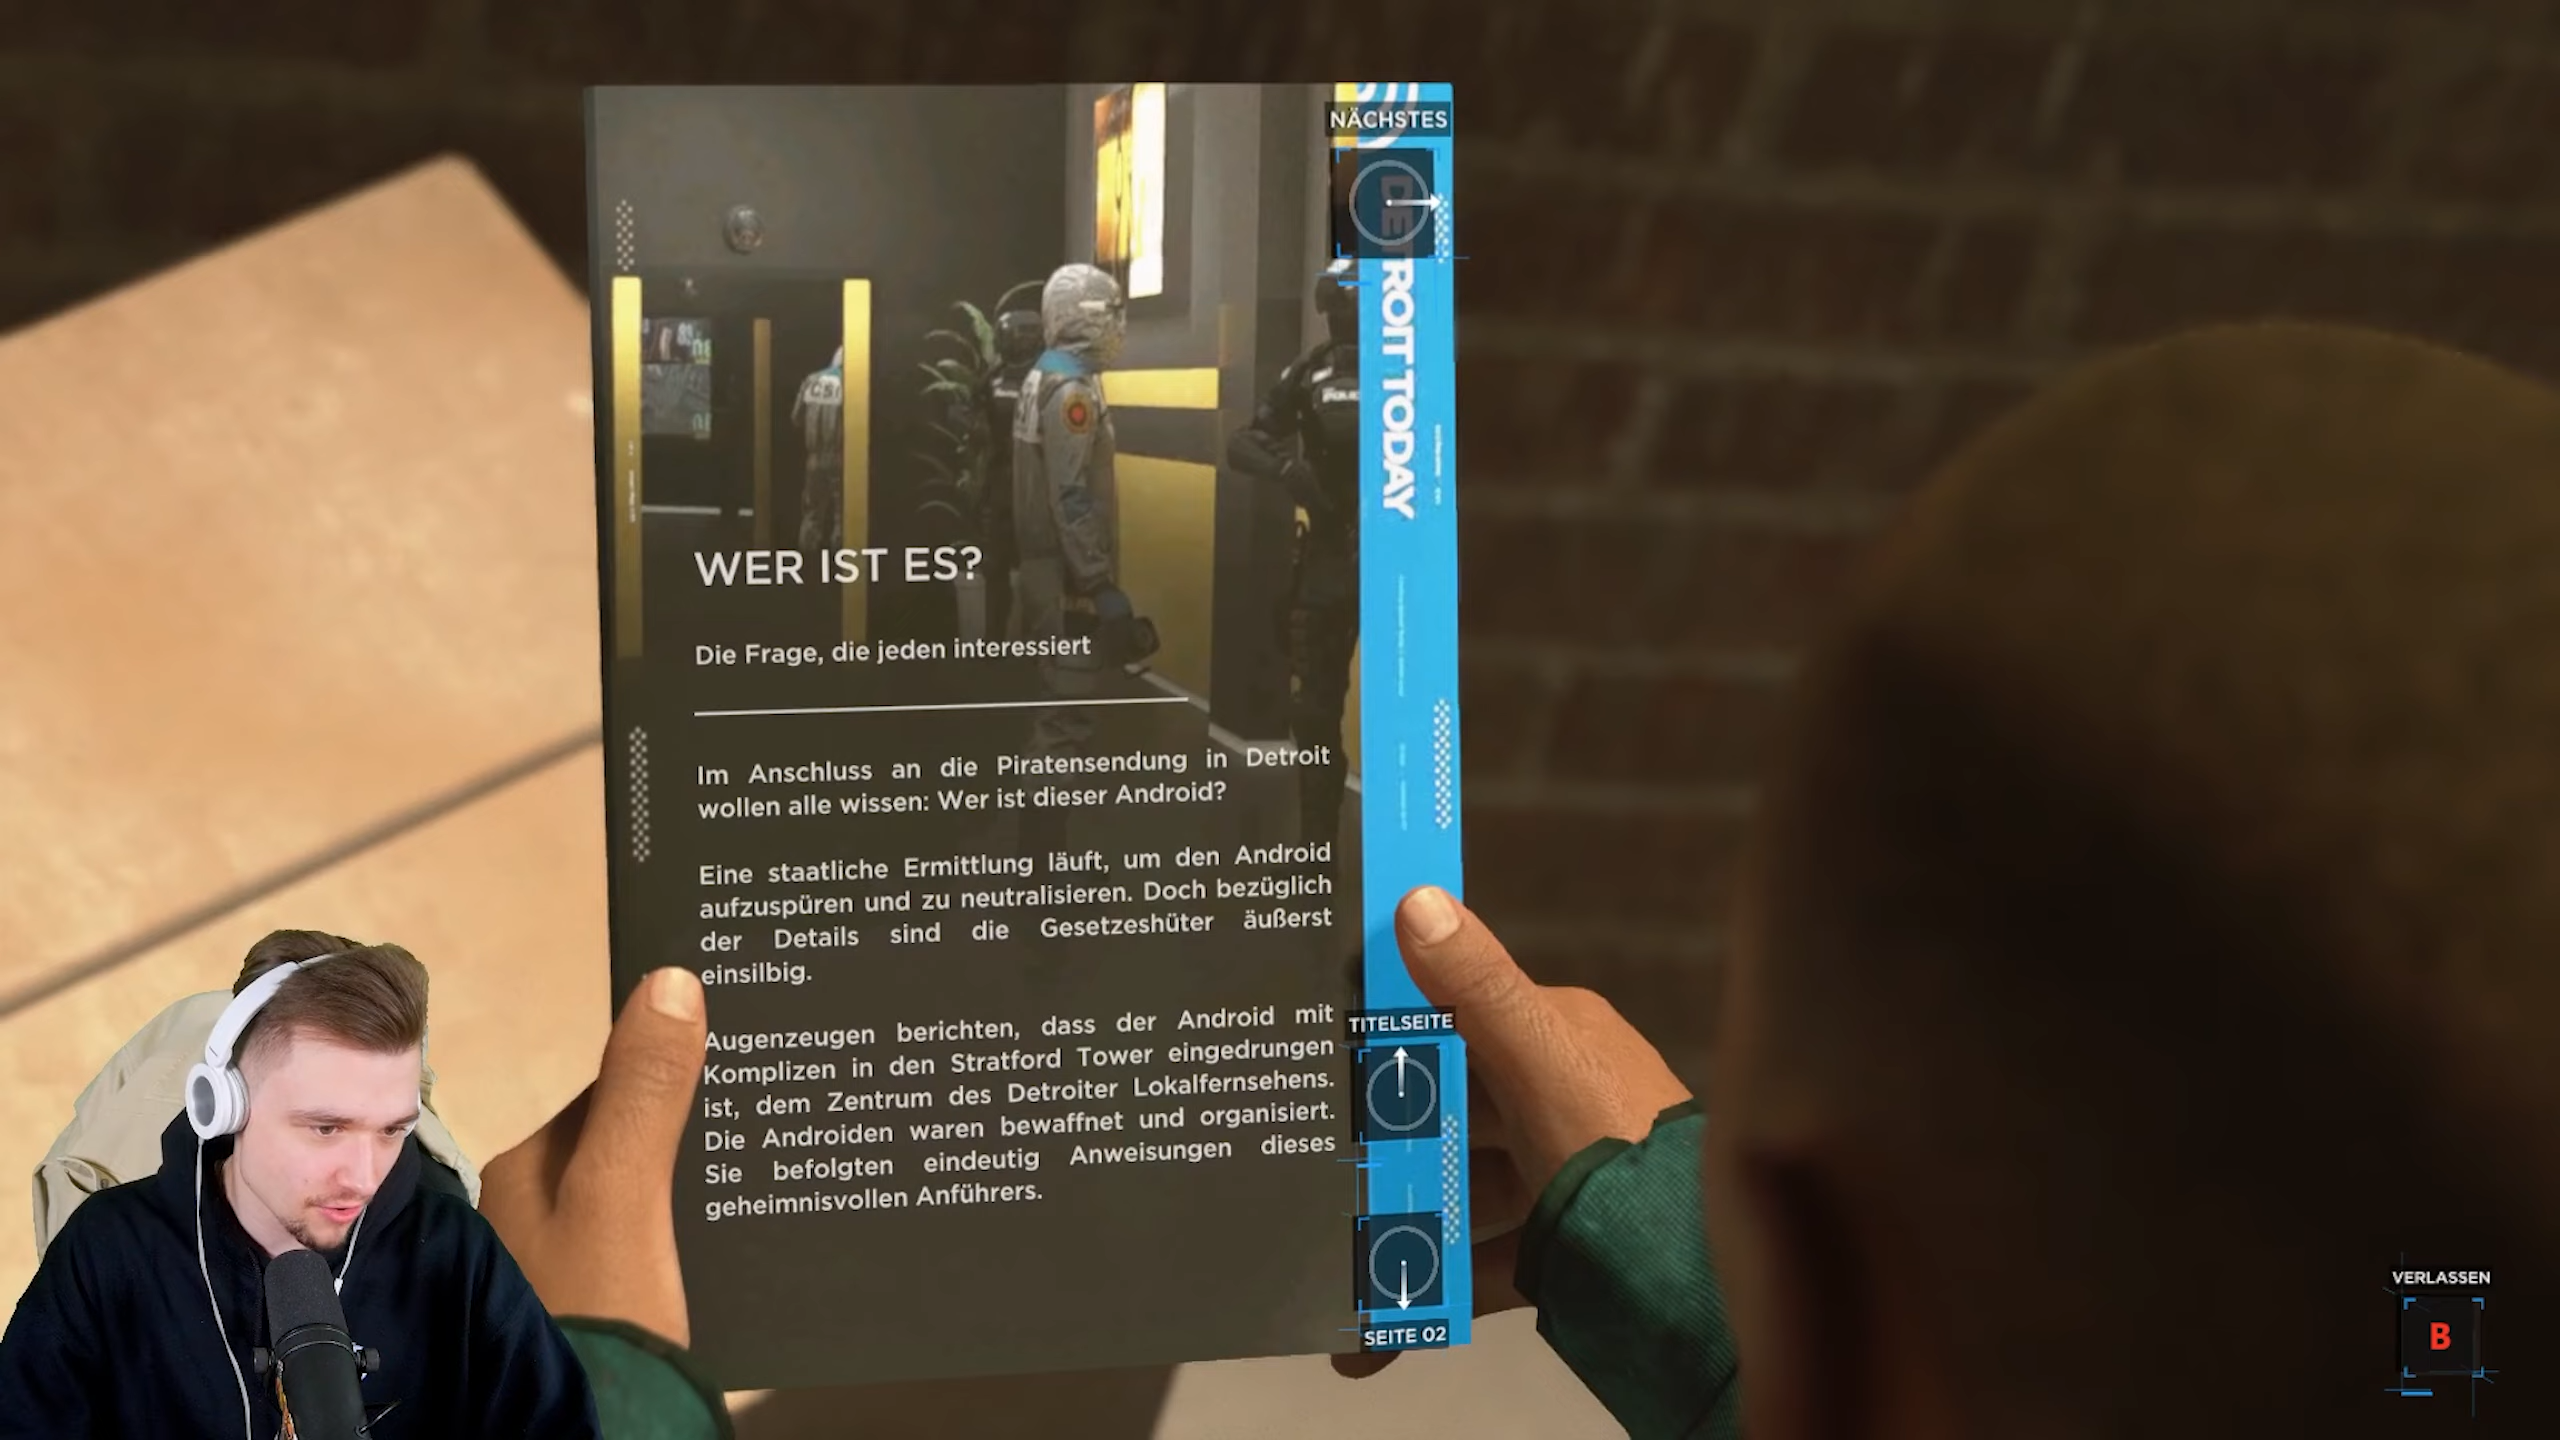 NÄCHSTES
DETROIT TODAY
CSI
WER IST ES?
Die Frage, die jeden interessiert
Im Anschluss an die Piratensendung in Detroit
wollen alle wissen: Wer ist dieser Android?
Eine staatliche Ermittlung läuft, um den Android
aufzuspüren und zu neutralisieren. Doch bezüglich
der Details sind die Gesetzeshüter äußerst
einsilbig.
Augenzeugen berichten, dass der Android mit
Komplizen in den Stratford Tower eingedrungen
ist, dem Zentrum des Detroiter Lokalfernsehens.
Die Androiden waren bewaffnet und organisiert.
Sie befolgten eindeutig Anweisungen dieses
geheimnisvollen Anführers.
TITELSEITE
SEITE 02
VERLASSEN
B